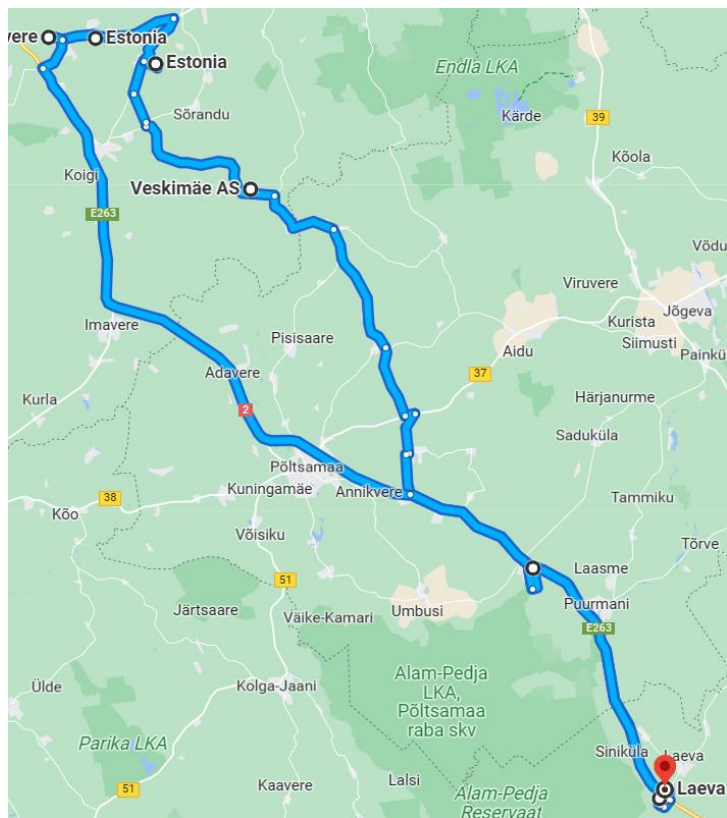 vere
Estonia
Estonia
Endla LKA
Kärde
39
Sõrandu
Kõola
Koigi
Veskimäe AS
E263
Võdu
Viruvere
Jõgeva
Imavere
Kurista
Pisisaare
Aidu
Siimusti
Painkü
Adavere
37
Kurla
2
Härjanurme
Saduküla
Põltsamaa
Kuningamäe
Annikvere
38
Tammiku
Kõo
Võisiku
Tõrve
51
Laasme
Järtsaare
Umbusi
Puurmani
Väike-Kamari
E263
Alam-Pedja
LKA,
Põltsamaa
raba skv
Ülde
Kolga-Jaani
Parika LKA
Siniküla
Laeva
51
Kaavere
Lalsi
Alam-Pedja
Reservaat
Laeva